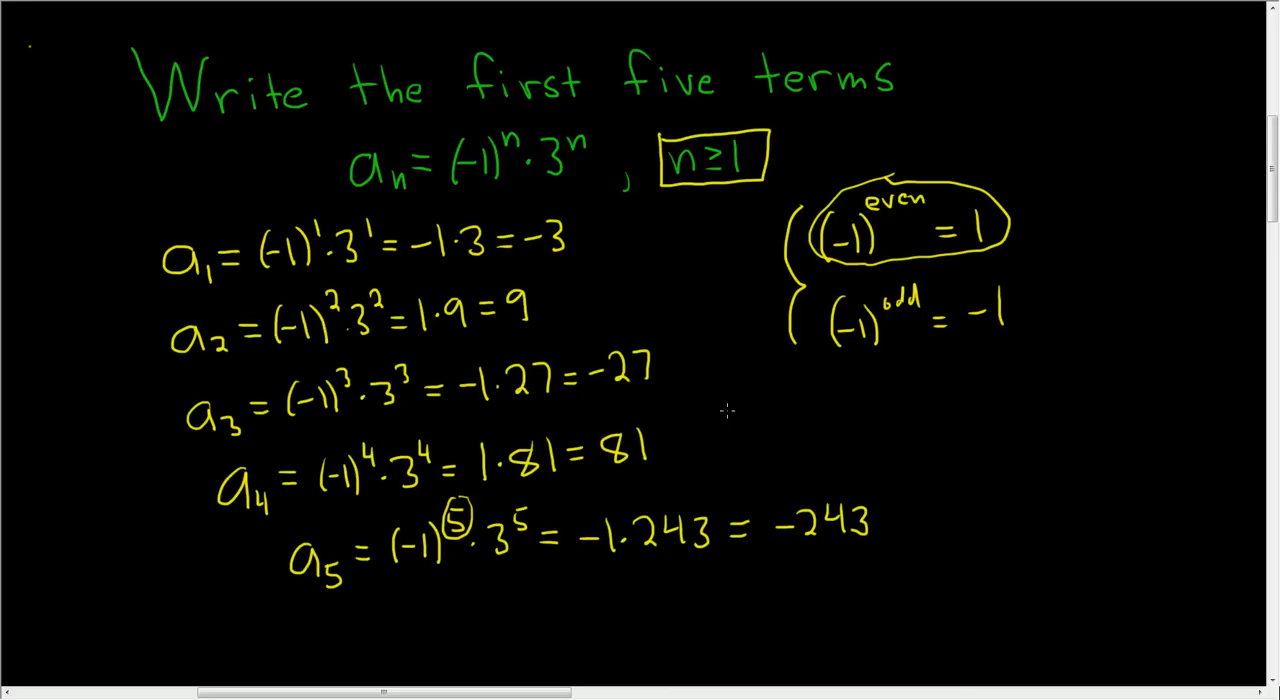 Write the first five terms
aₙ = (-1)ⁿ · 3ⁿ , n ≥ 1
a₁ = (-1)¹ · 3¹ = -1 · 3 = -3
a₂ = (-1)² · 3² = 1 · 9 = 9
a₃ = (-1)³ · 3³ = -1 · 27 = -27
a₄ = (-1)⁴ · 3⁴ = 1 · 81 = 81
a₅ = (-1)⁵ · 3⁵ = -1 · 243 = -243
(-1)^even = 1
(-1)^odd = -1